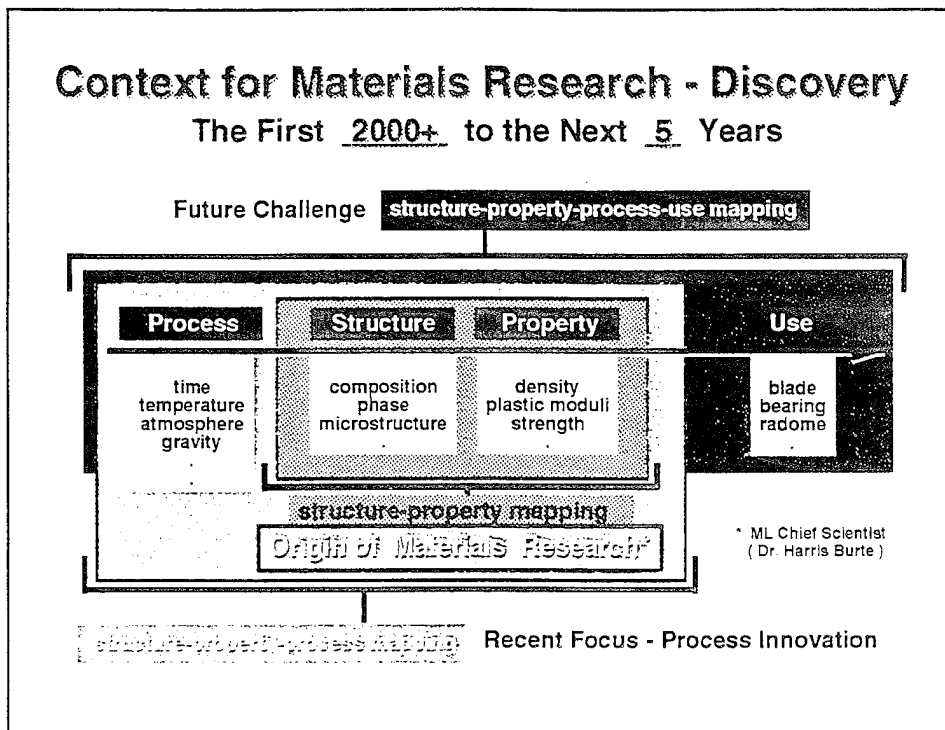 Context for Materials Research - Discovery
The First 2000+ to the Next 5 Years
Future Challenge structure-property-process-use mapping
Process Structure Property Use
time
temperature
atmosphere
gravity
.
composition
phase
microstructure
.
density
plastic moduli
strength
.
blade
bearing
radome
.
structure-property mapping
Origin of Materials Research*
* ML Chief Scientist
( Dr. Harris Burte )
structure-property-process mapping Recent Focus - Process Innovation